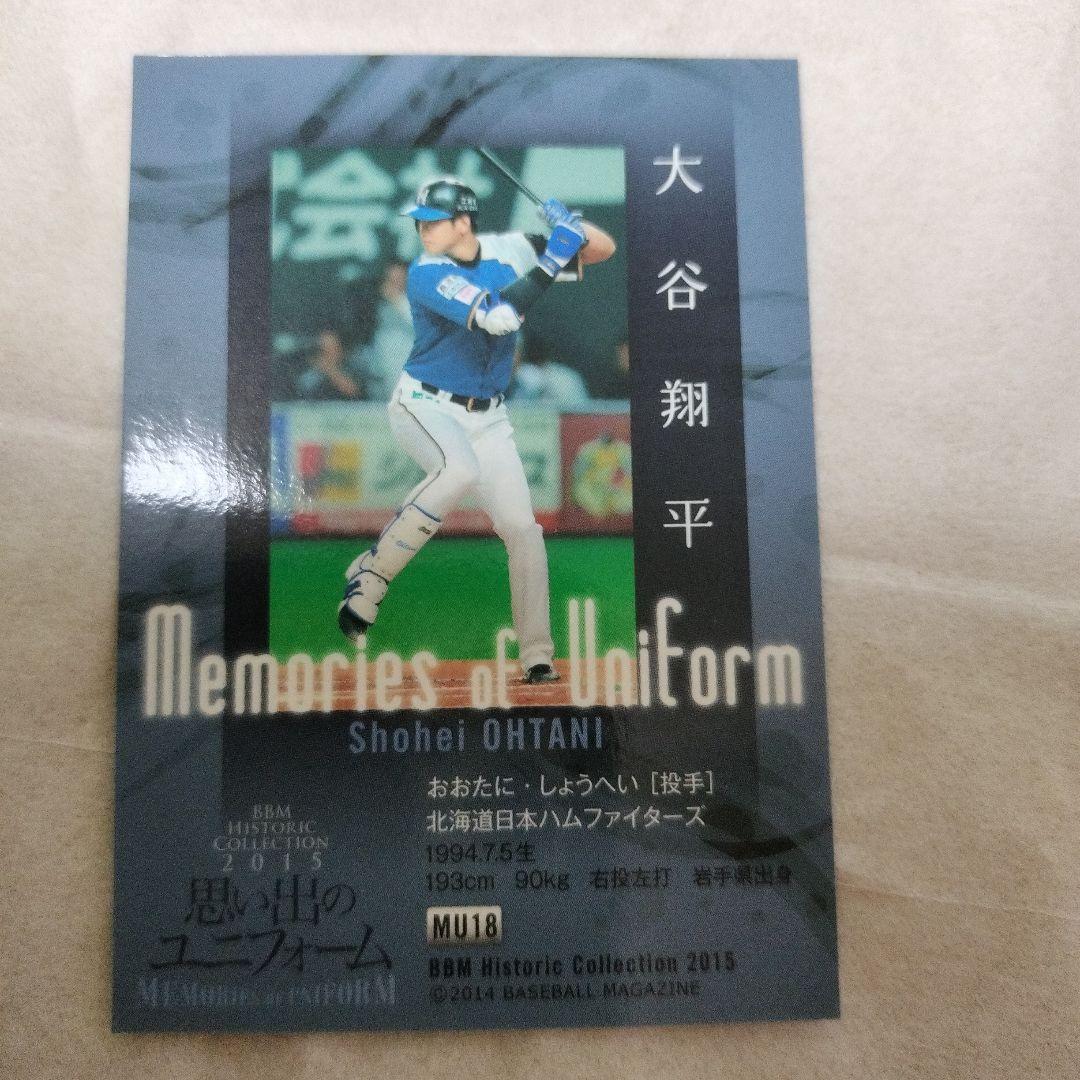 大谷翔平
Memories of Uniform
Shohei OHTANI
おおたに・しょうへい［投手］
北海道日本ハムファイターズ
1994.7.5生
193cm 90kg 右投左打 岩手県出身
MU18
BBM Historic Collection 2015
©2014 BASEBALL MAGAZINE
BBM
HISTORIC
COLLECTION
2015
思い出の
ユニフォーム
MEMORIES OF UNIFORM